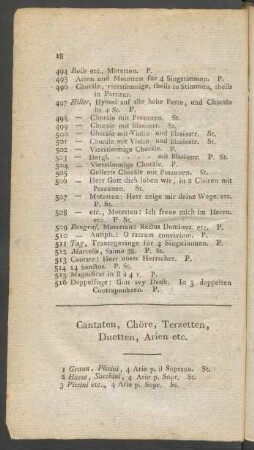 18
494 Rolle etc., Motetten. P.
495 Arien und Motetten für 4 Singstimmen. P.
496 Choräle, vierstimmige, theils in Stimmen, theils
in Partitur.
497 Hiller, Hymni auf alle hohe Feste, und Choräle
in 4 St. P.
498 — Choräle mit Posaunen. St.
499 — Choräle mit Blasinstr. St.
500 — Choräle mit Violin- und Blasinstr. St.
501 — Choräle mit Violin- und Blasinstr. St.
502 — Vierstimmige Choräle. P.
503 — Dergl. mit Blasinstr. P. St.
504 — Vierstimmige Choräle. P.
505 — Gellerts Choräle mit Posaunen. St.
506 — Herr Gott dich loben wir, in 2 Chören mit
Posaunen. St.
507 — Motetten: Herr zeige mir deine Wege. etc.
P. St.
508 — etc., Motetten: Ich freue mich im Herrn.
etc. P. St.
509 Bengraf, Motetten: Rectus Dominus. etc. P.
510 — Antiph.: O sacrum convivium. P.
511 Tag, Trauergesänge für 4 Singstimmen. P.
512 Marcello, Salmo 38. P. St.
513 Cantate: Herr unser Herrscher. P.
514 14 Sanctus. P. St.
515 Magnificat in B à 4 v. P.
516 Doppelfuge: Gott sey Dank. In 3 doppelten
Contrapunkten. P.
Cantaten, Chöre, Terzetten,
Duetten, Arien etc.
1 Graun, Piccini, 4 Arie p. il Soprano. St.
2 Hasse, Sacchini, 4 Arie p. Sopr. St.
3 Piccini etc., 4 Arie p. Sopr. St.